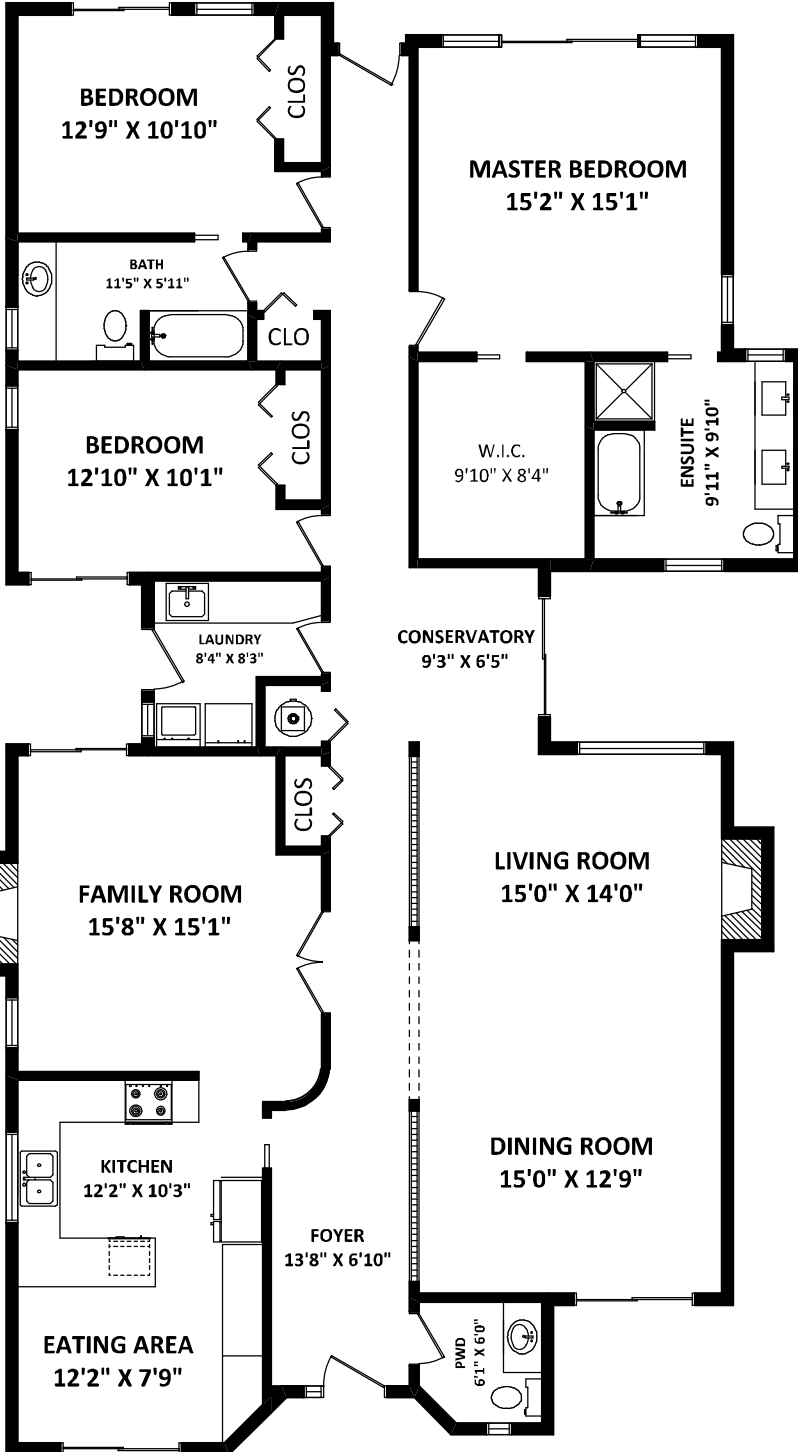 BEDROOM
12'9" X 10'10"
CLOS
MASTER BEDROOM
15'2" X 15'1"
BATH
11'5" X 5'11"
CLO
BEDROOM
12'10" X 10'1"
CLOS
W.I.C.
9'10" X 8'4"
ENSUITE
9'11" X 9'10"
LAUNDRY
8'4" X 8'3"
CONSERVATORY
9'3" X 6'5"
CLOS
FAMILY ROOM
15'8" X 15'1"
LIVING ROOM
15'0" X 14'0"
KITCHEN
12'2" X 10'3"
DINING ROOM
15'0" X 12'9"
FOYER
13'8" X 6'10"
EATING AREA
12'2" X 7'9"
PWD
6'1" X 6'0"